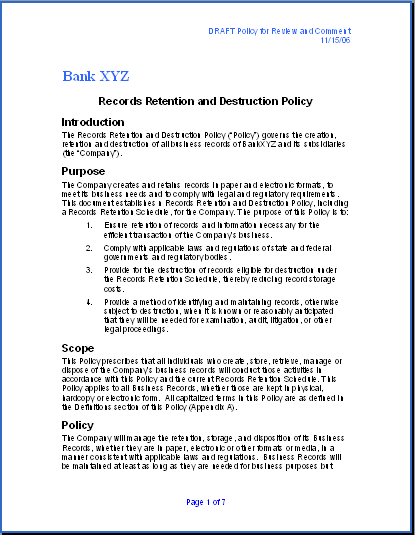 DRAFT Policy for Review and Comment
11/15/06
Bank XYZ
Records Retention and Destruction Policy
Introduction
The Records Retention and Destruction Policy ("Policy") governs the creation,
retention and destruction of all business records of BankXYZ and its subsidiaries
(the "Company").
Purpose
The Company creates and retains records in paper and electronic formats, to
meet its business needs and to comply with legal and regulatory requirements.
This document establishes a Records Retention and Destruction Policy, including
a Records Retention Schedule, for the Company. The purpose of this Policy is to:
1. Ensure retention of records and information necessary for the
efficient transaction of the Company's business.
2. Comply with applicable laws and regulations of state and federal
governments and regulatory bodies.
3. Provide for the destruction of records eligible for destruction under
the Records Retention Schedule, thereby reducing record storage
costs.
4. Provide a method of identifying and maintaining records, otherwise
subject to destruction, when it is known or reasonably anticipated
that they will be needed for examination, audit, litigation, or other
legal proceedings.
Scope
This Policy prescribes that all individuals who create, store, retrieve, manage or
dispose of the Company's business records will conduct those activities in
accordance with this Policy and the current Records Retention Schedule. This
Policy applies to all Business Records, whether those are kept in physical,
hardcopy or electronic form. All capitalized terms in this Policy are as defined in
the Definitions section of this Policy (Appendix A).
Policy
The Company will manage the retention, storage, and disposition of its Business
Records, whether they are in paper, electronic or other formats or media, in a
manner consistent with applicable laws and regulations. Business Records will
be maintained at least as long as they are needed for business purposes but
Page 1 of 7